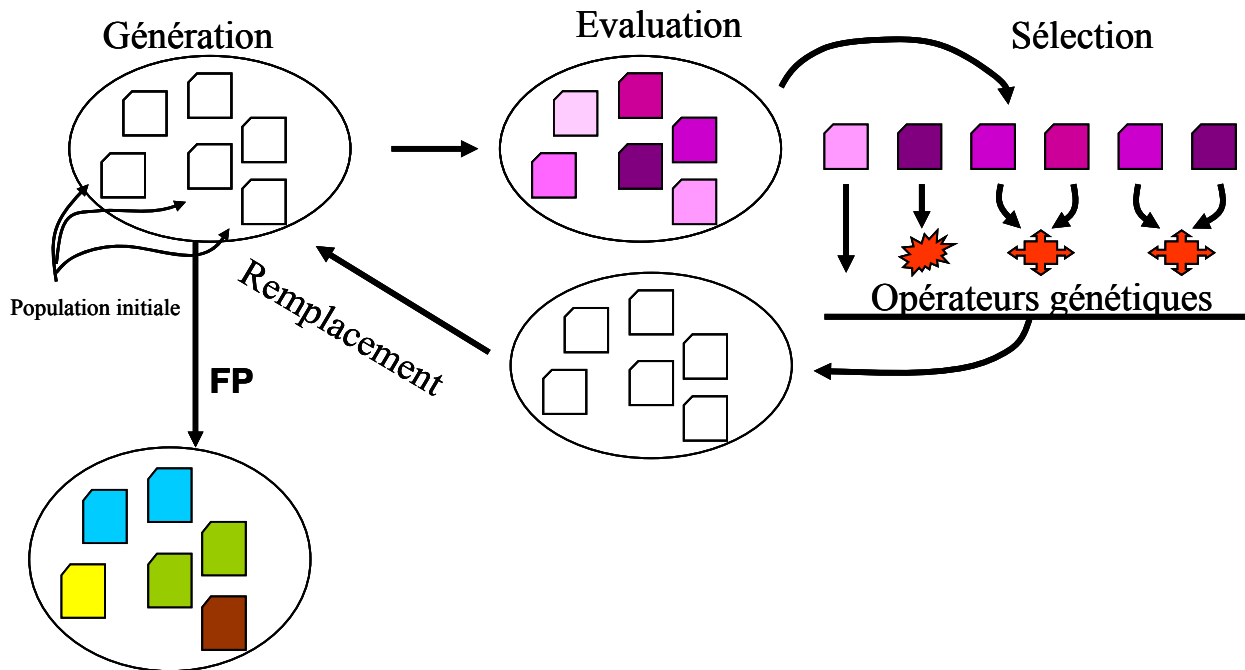 Génération
Evaluation
Sélection
Population initiale
Remplacement
Opérateurs génétiques
FP